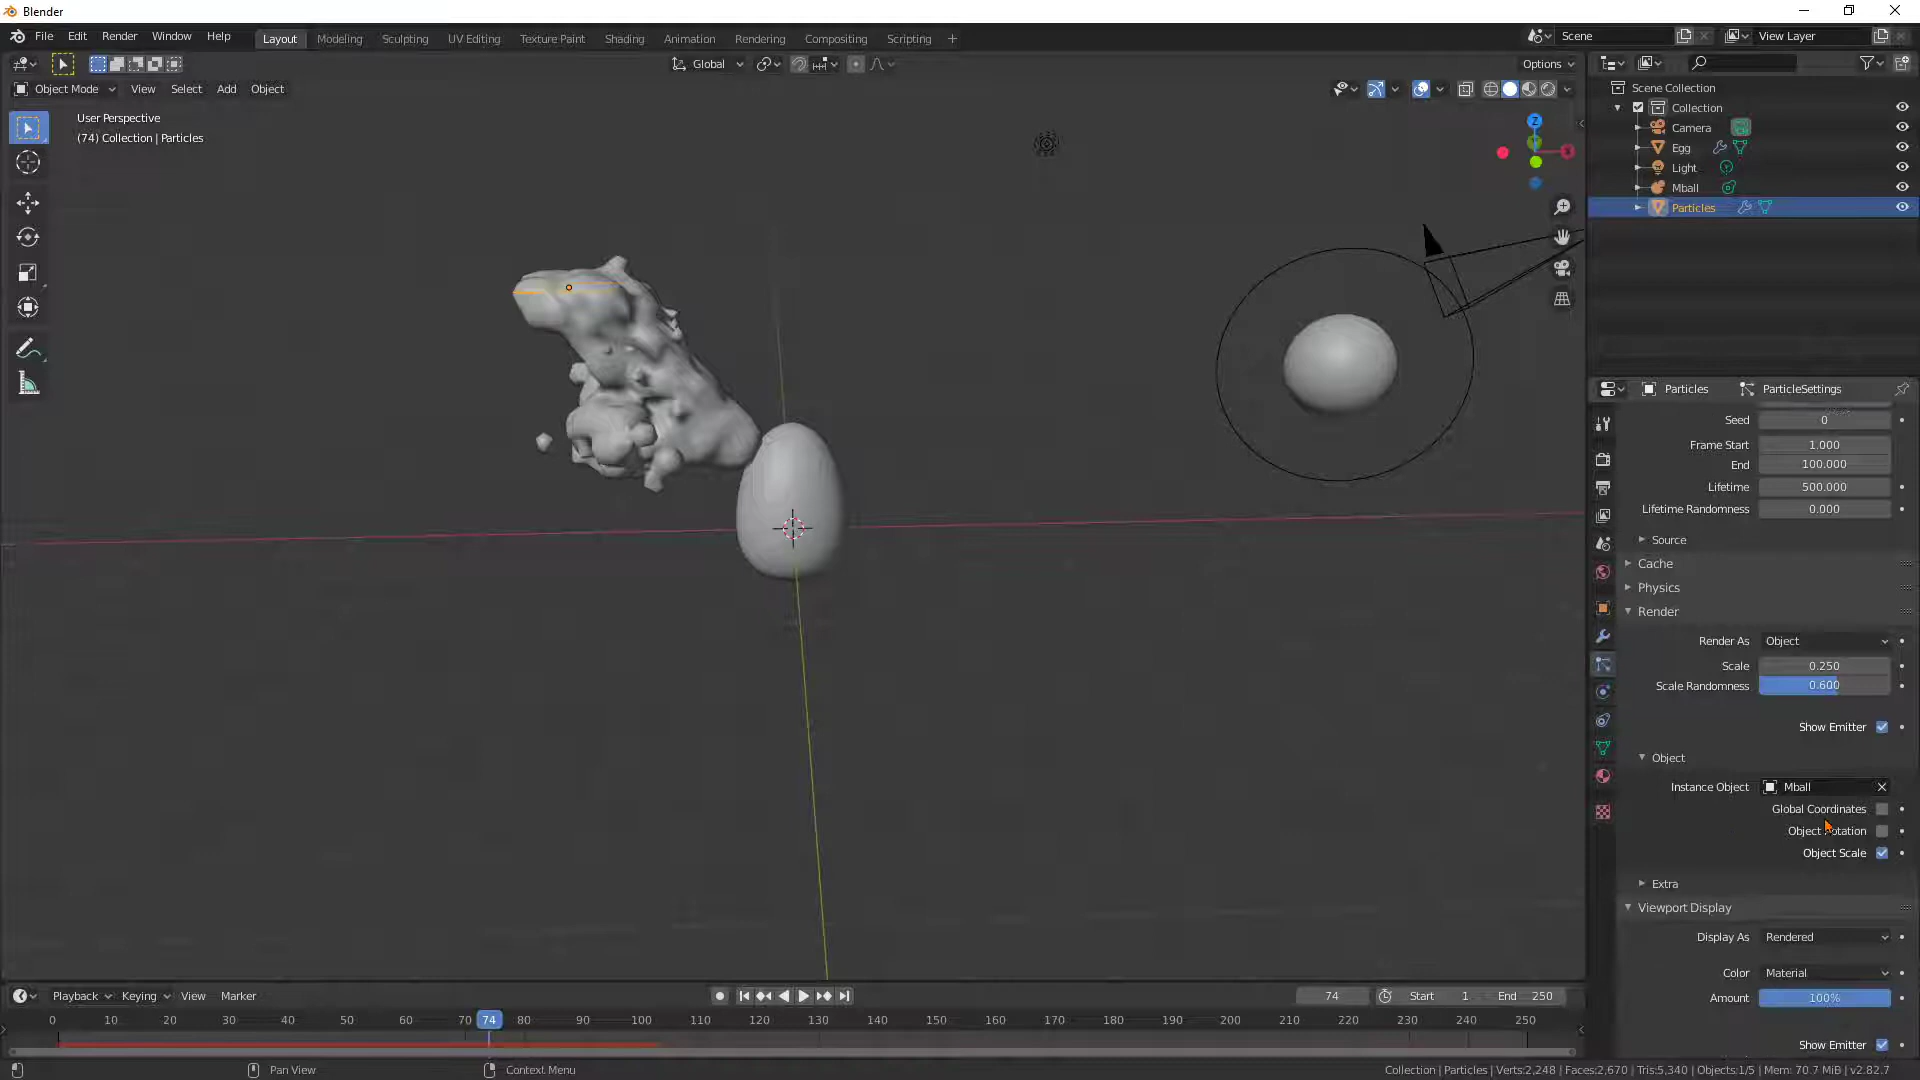 Blender
File Edit Render Window Help Layout Modeling Sculpting UV Editing Texture Paint Shading Animation Rendering Compositing Scripting + Scene View Layer
Global Options
Object Mode View Select Add Object
User Perspective
(74) Collection | Particles
Z
Scene Collection
Collection
Camera
Egg
Light
Mball
Particles
Particles ParticleSettings
Seed 0
Frame Start 1.000
End 100.000
Lifetime 500.000
Lifetime Randomness 0.000
Source
Cache
Physics
Render
Render As Object
Scale 0.250
Scale Randomness 0.600
Show Emitter
Object
Instance Object Mball
Global Coordinates
Object Rotation
Object Scale
Extra
Viewport Display
Display As Rendered
Color Material
Amount 100%
Show Emitter
Playback Keying View Marker 74 Start 1 End 250
0 10 20 30 40 50 60 70 74 80 90 100 110 120 130 140 150 160 170 180 190 200 210 220 230 240 250
Pan View Context Menu Collection | Particles | Verts:2,248 | Faces:2,670 | Tris:5,340 | Objects:1/5 | Mem: 70.7 MiB | v2.82.7